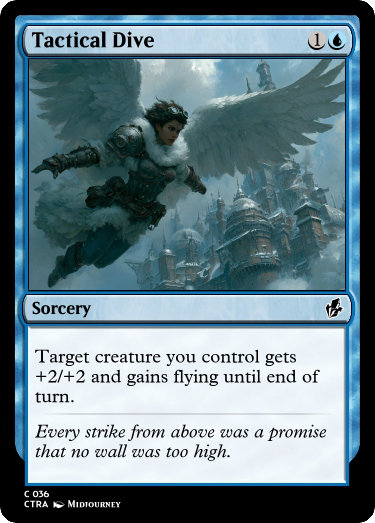 Tactical Dive 1
Sorcery
Target creature you control gets
+2/+2 and gains flying until end of
turn.
Every strike from above was a promise
that no wall was too high.
C 036
CTRA Midjourney